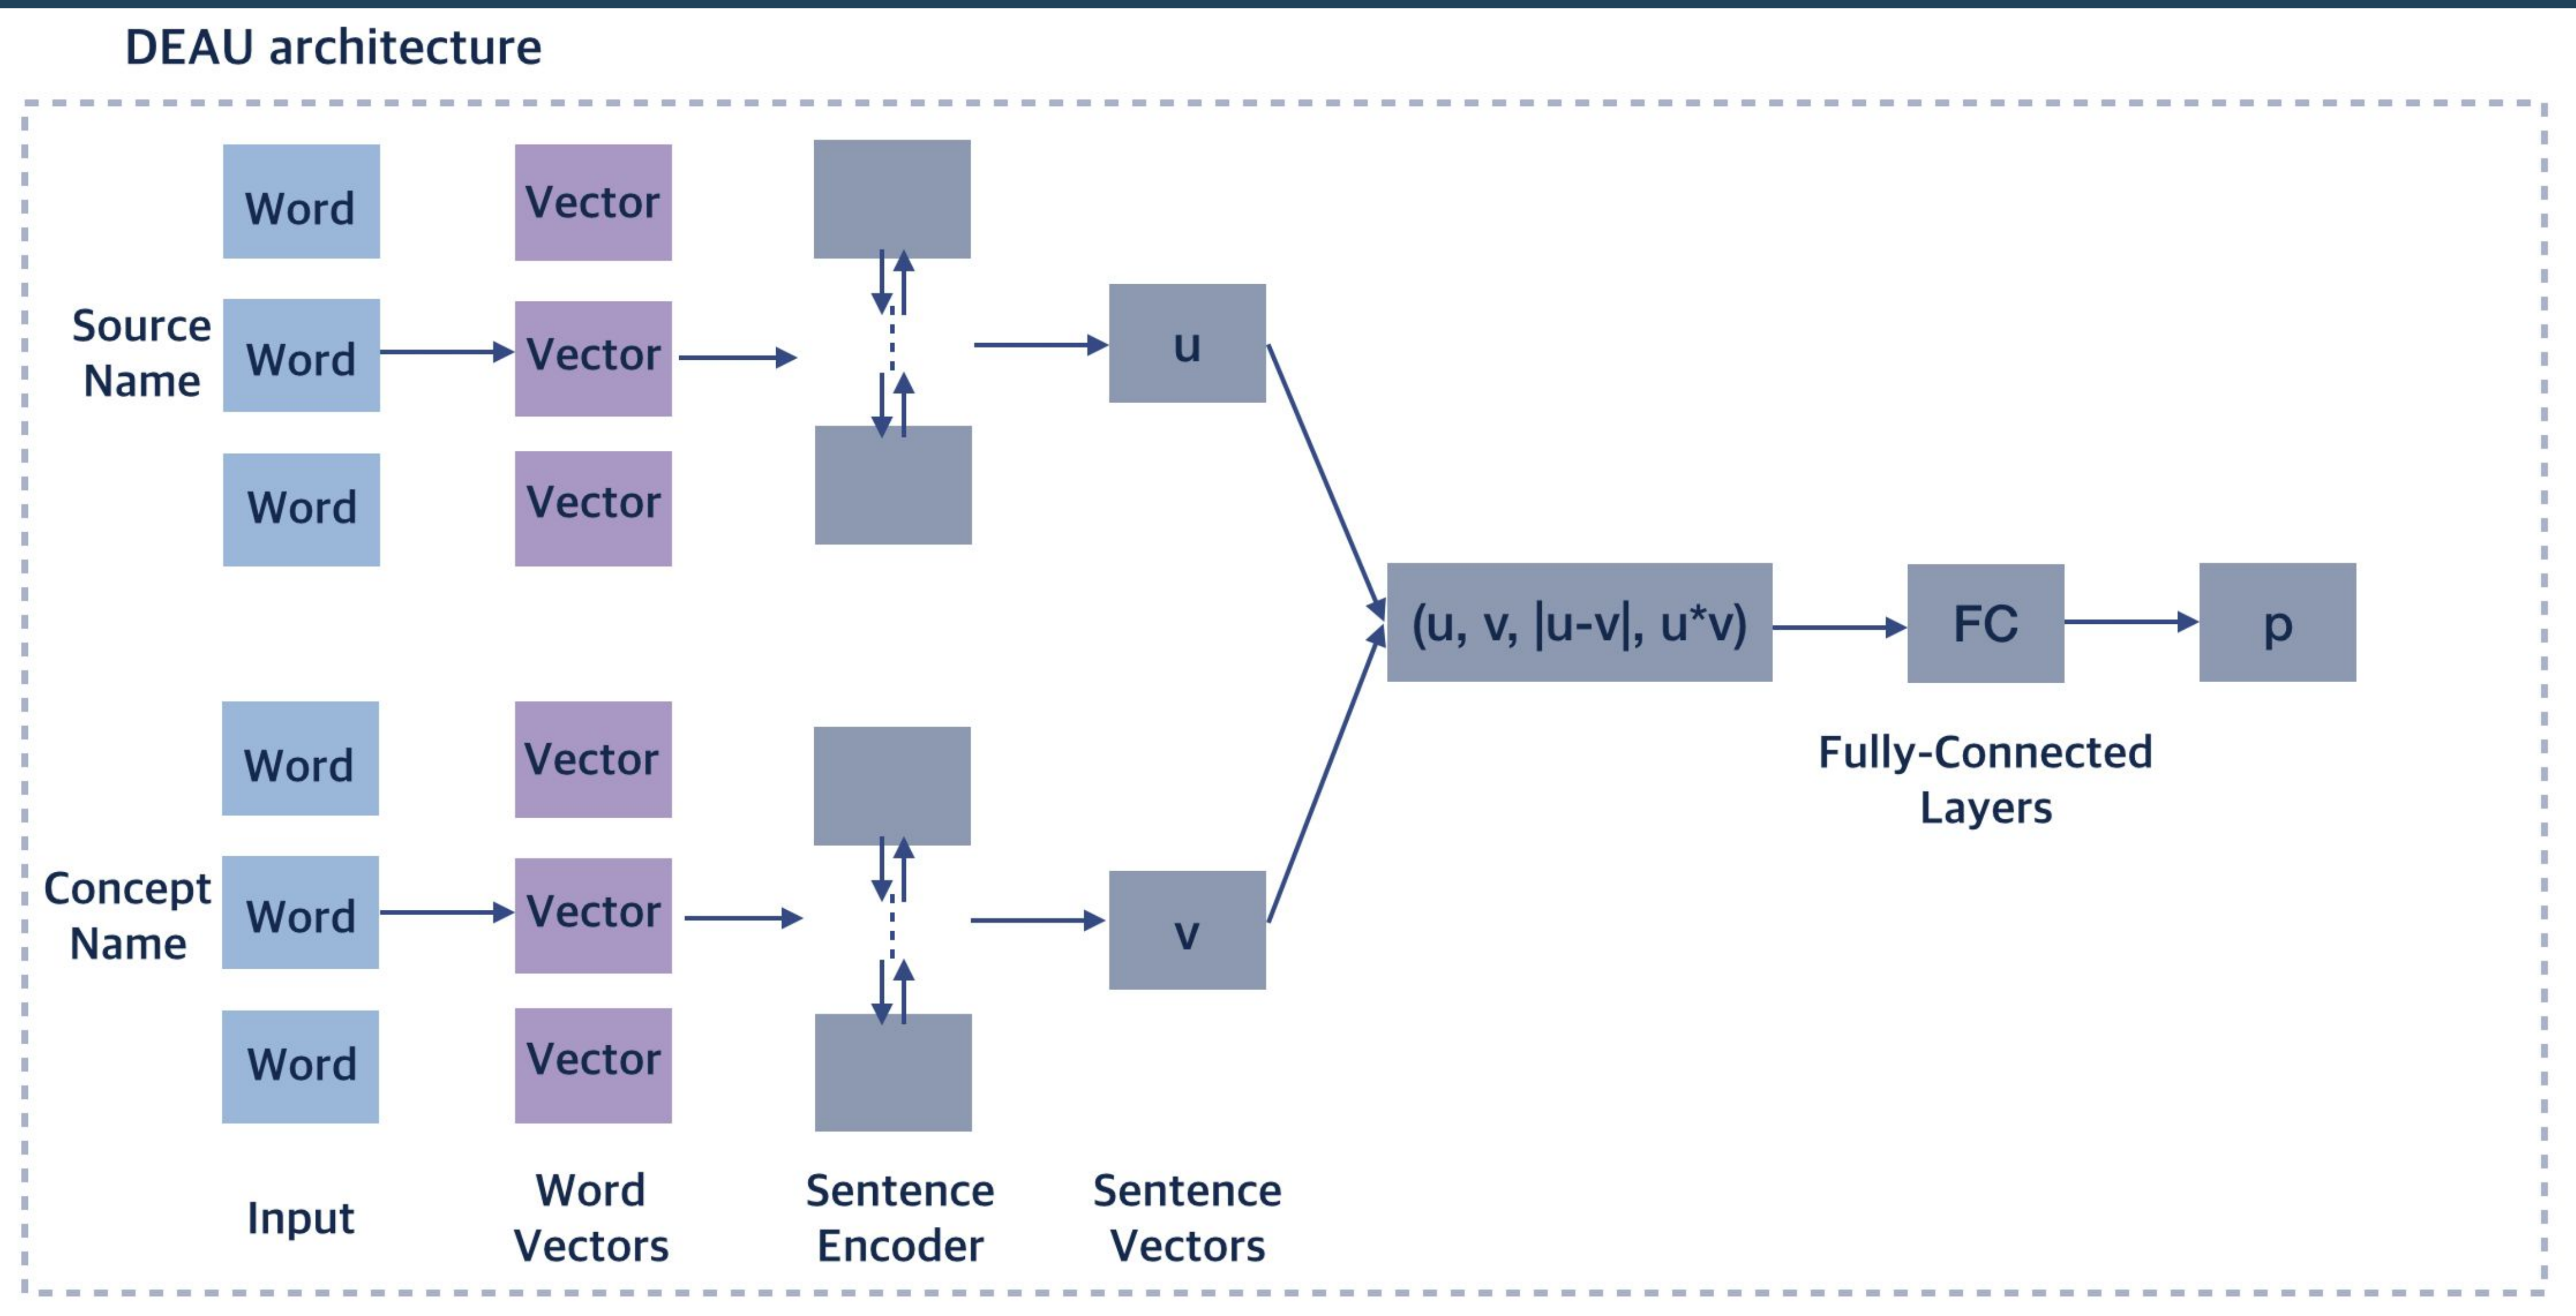 DEAU architecture
Word
Vector
Source
Name
Word
Vector
u
Word
Vector
(u, v, |u-v|, u*v)
FC
p
Fully-Connected
Layers
Word
Vector
Concept
Name
Word
Vector
v
Word
Vector
Input
Word
Vectors
Sentence
Encoder
Sentence
Vectors